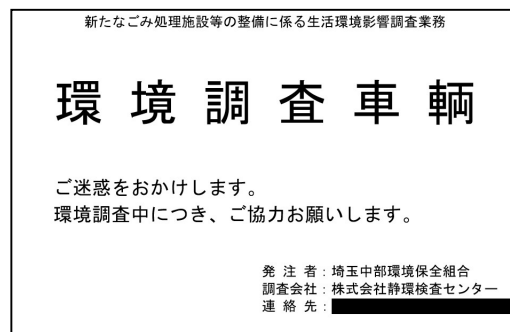 新たなごみ処理施設等の整備に係る生活環境影響調査業務
環境調査車輌
ご迷惑をおかけします。
環境調査中につき、ご協力お願いします。
発注者：埼玉中部環境保全組合
調査会社：株式会社静環検査センター
連絡先：